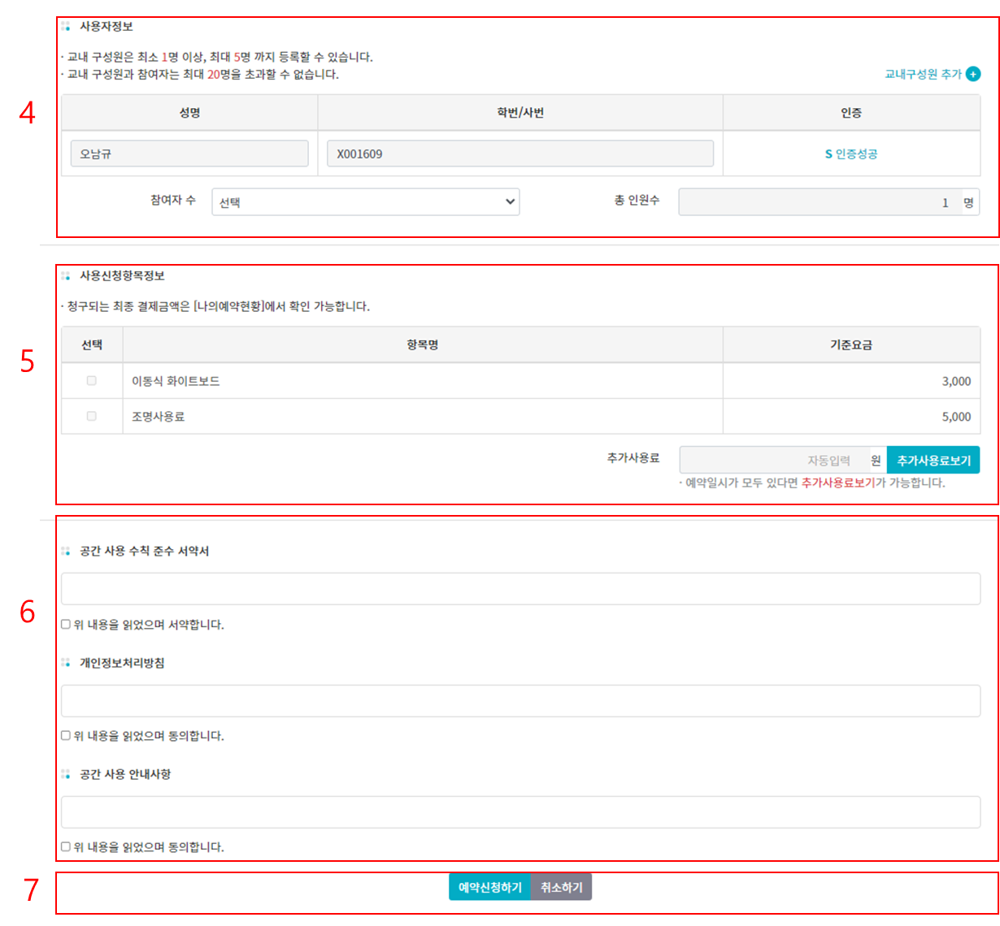 사용자정보
· 교내 구성원은 최소 1명 이상, 최대 5명 까지 등록할 수 있습니다.
· 교내 구성원과 참여자는 최대 20명을 초과할 수 없습니다.
교내구성원 추가 +
4
성명 학번/사번 인증
오남규 X001609 S 인증성공
참여자 수 선택 총 인원수 1 명
사용신청항목정보
· 청구되는 최종 결제금액은 [나의예약현황]에서 확인 가능합니다.
5
선택 항목명 기준요금
이동식 화이트보드 3,000
조명사용료 5,000
추가사용료 자동입력 원 추가사용료보기
· 예약일시가 모두 있다면 추가사용료보기가 가능합니다.
공간 사용 수칙 준수 서약서
6
위 내용을 읽었으며 서약합니다.
개인정보처리방침
위 내용을 읽었으며 동의합니다.
공간 사용 안내사항
위 내용을 읽었으며 동의합니다.
7
예약신청하기 취소하기